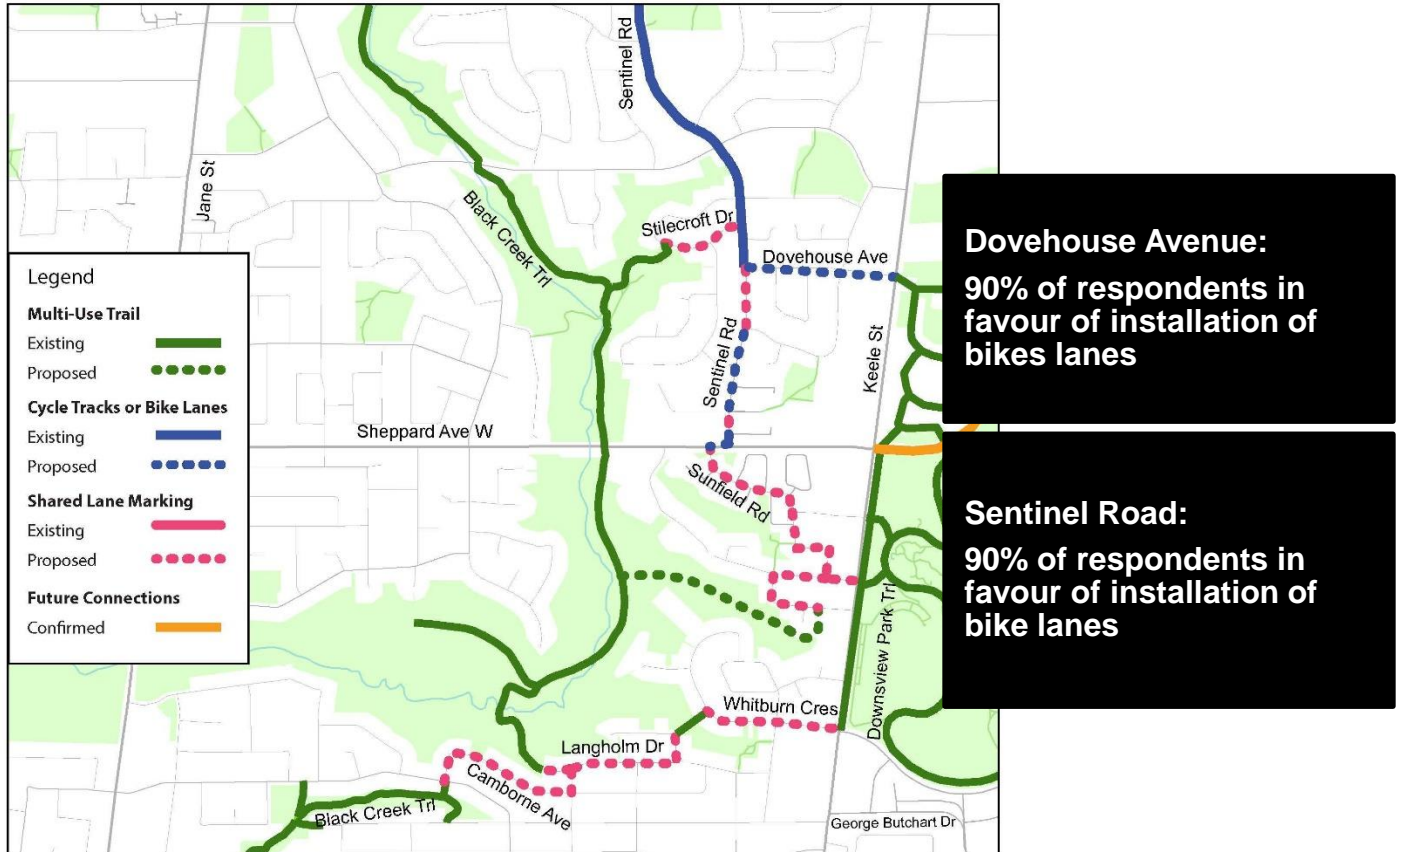 Sentinel Rd
Jane St
Black Creek Trl
Stilecroft Dr
Dovehouse Ave
Sentinel Rd
Keele St
Sheppard Ave W
Sunfield Rd
Downsview Park Trl
Whitburn Cres
Langholm Dr
Camborne Ave
Black Creek Trl
George Butchart Dr
Legend
Multi-Use Trail
Existing
Proposed
Cycle Tracks or Bike Lanes
Existing
Proposed
Shared Lane Marking
Existing
Proposed
Future Connections
Confirmed
Dovehouse Avenue:
90% of respondents in
favour of installation of
bikes lanes
Sentinel Road:
90% of respondents in
favour of installation of
bike lanes